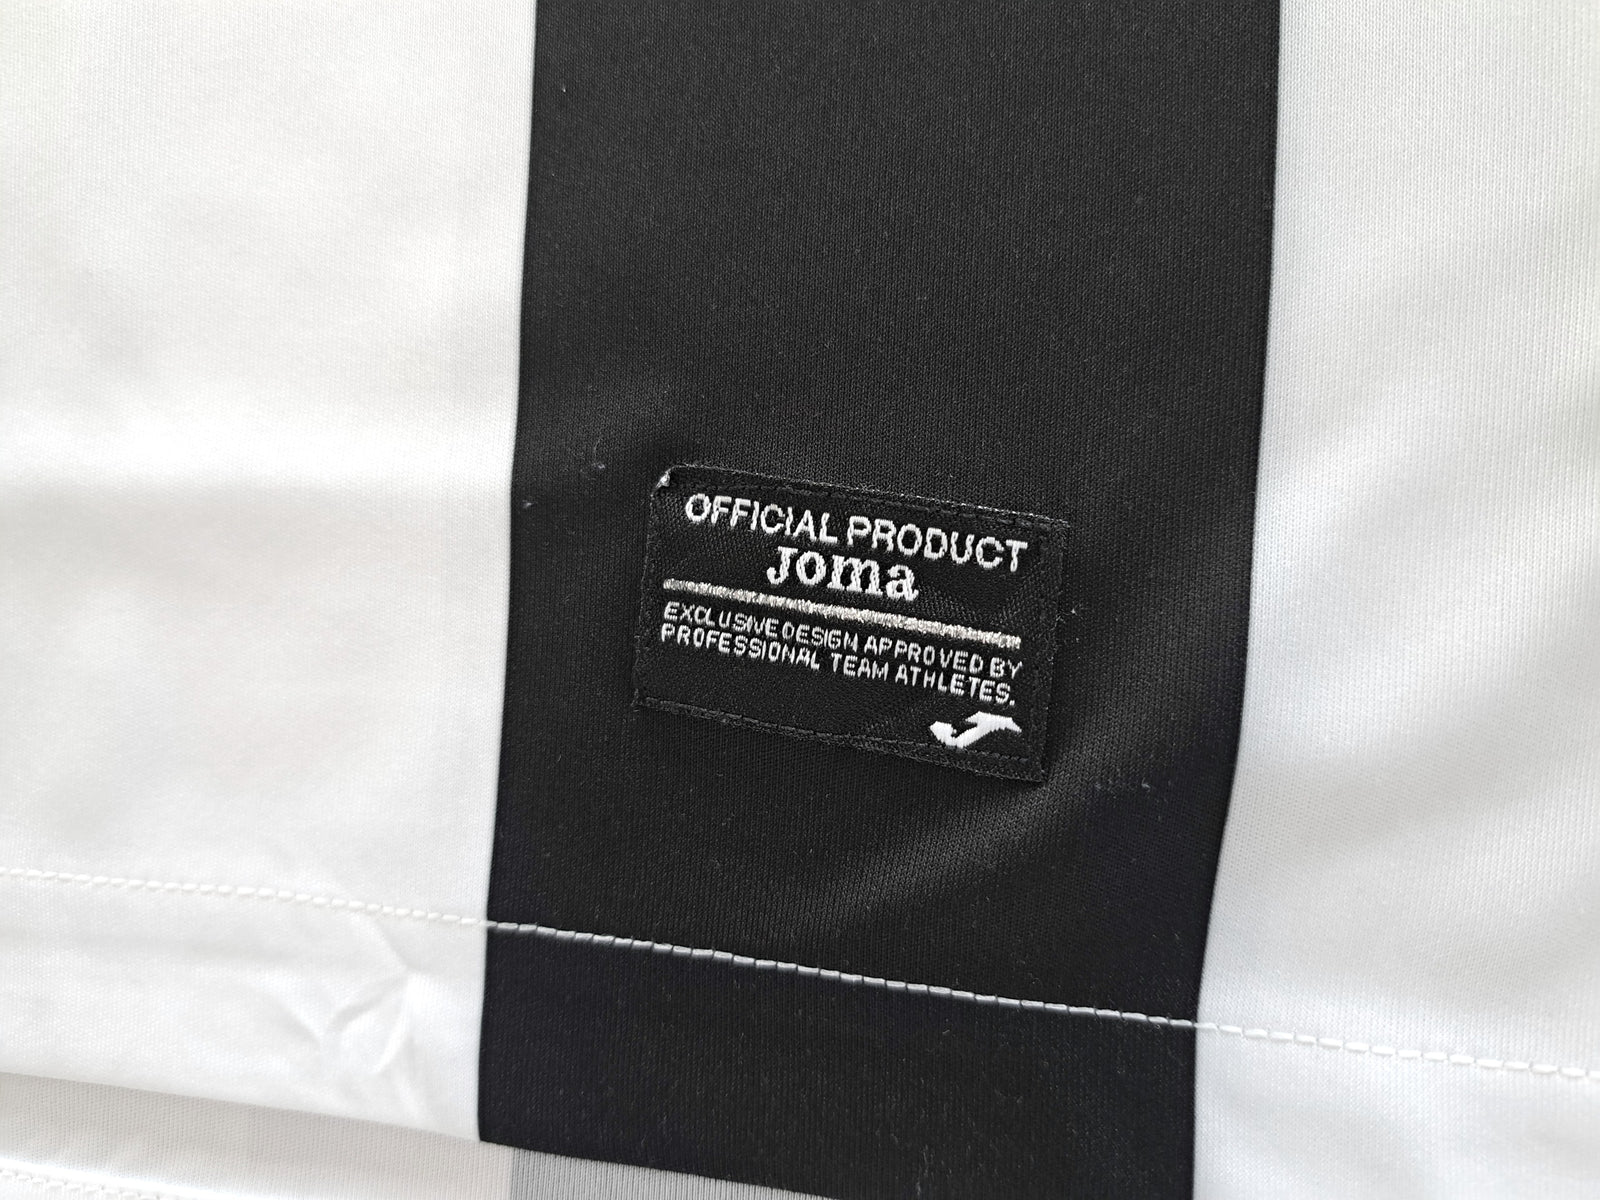 OFFICIAL PRODUCT
Joma
EXCLUSIVE DESIGN APPROVED BY
PROFESSIONAL TEAM ATHLETES.